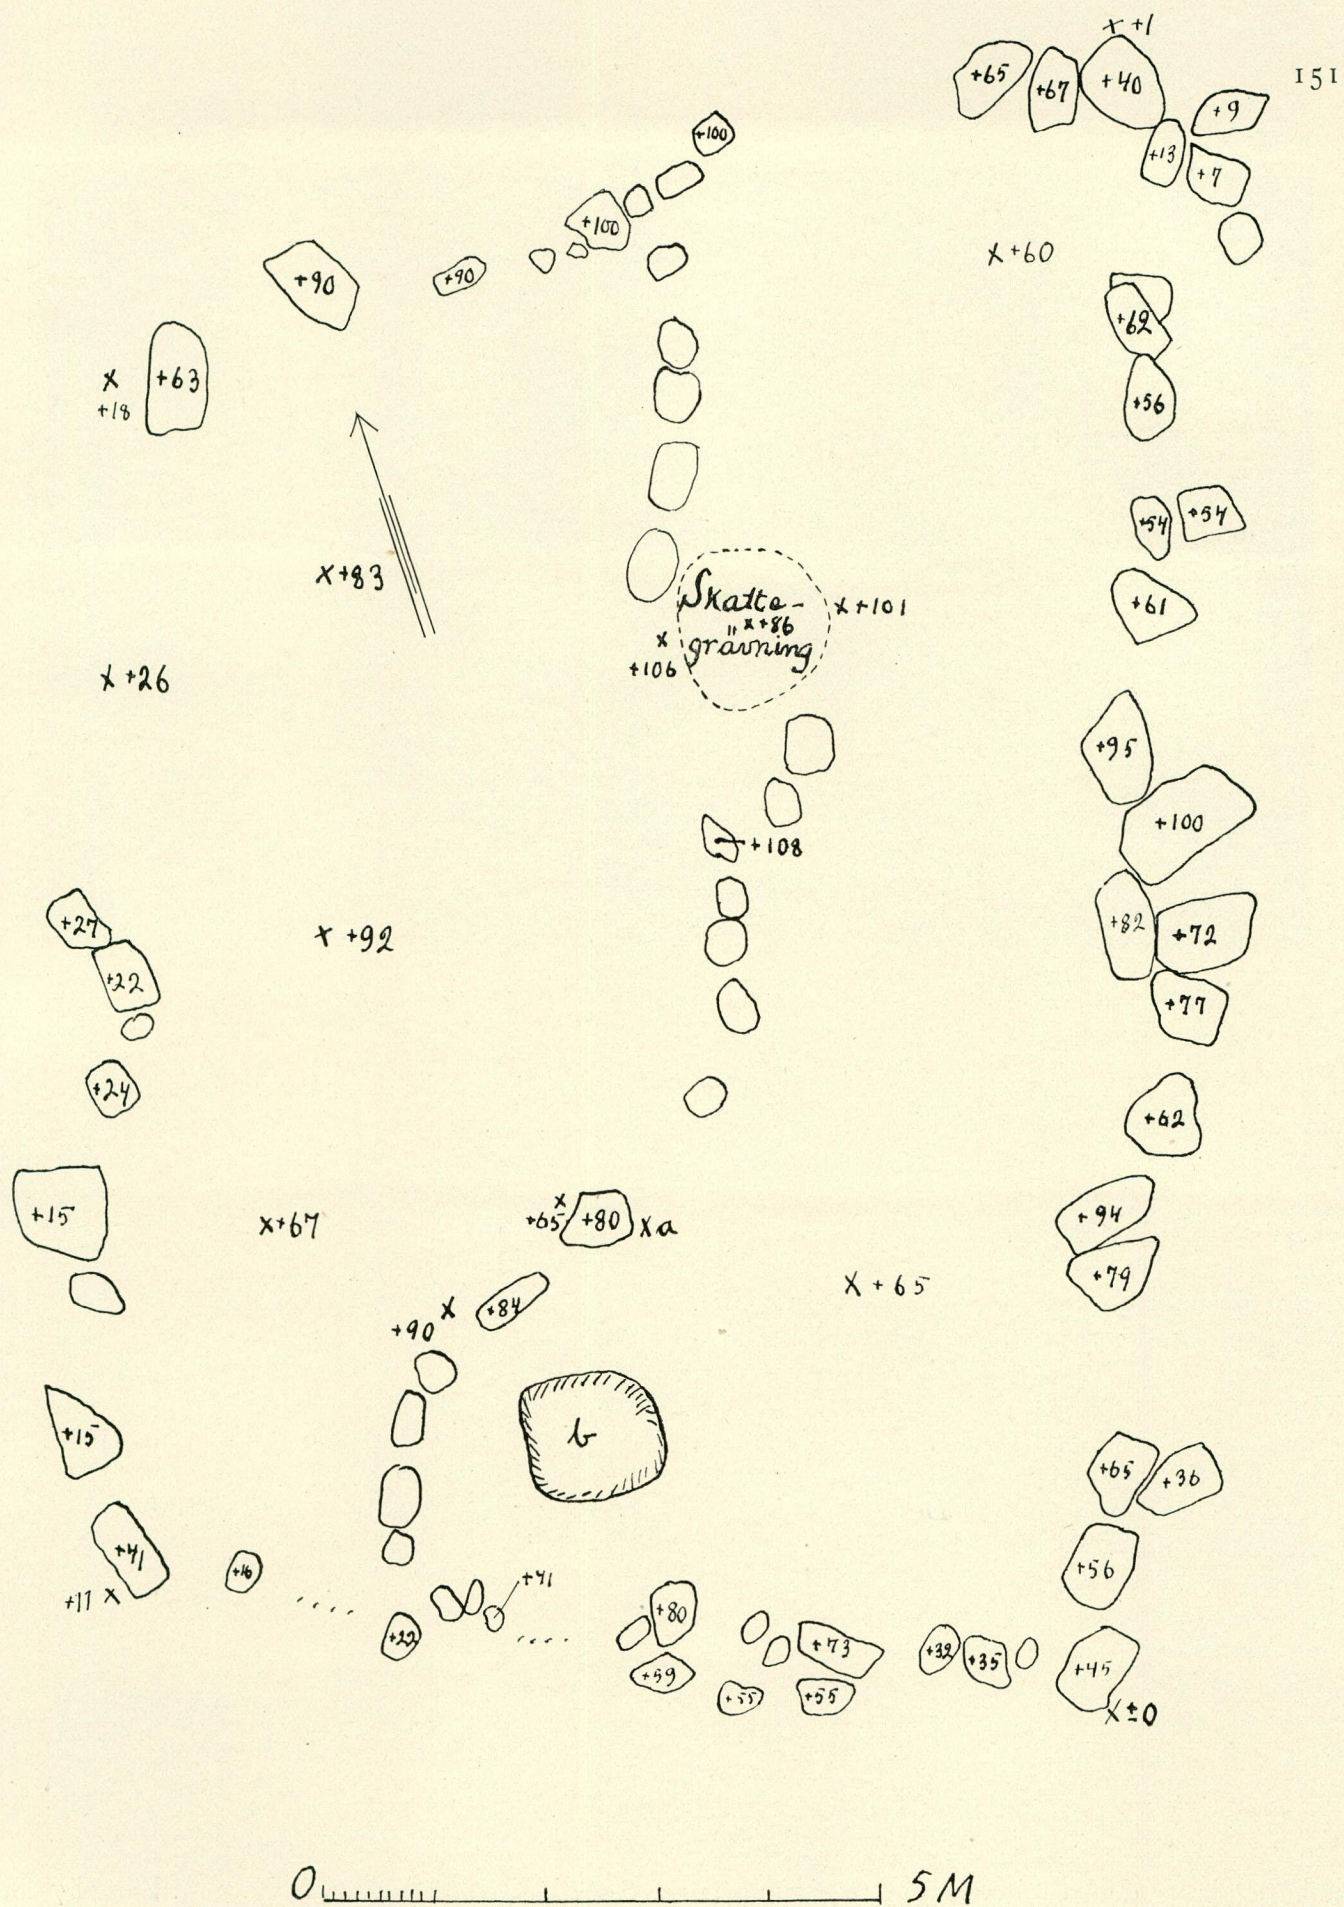 x +1
151
+65
+67
+40
+9
+13
+7
+100
+100
+90
+90
x +60
+62
+63
x
+18
+56
+54
+54
x +83
Skatte-
x +86
grävning
x +101
x
+106
+61
x +26
+95
+100
+108
+27
x +92
+82
+72
+22
+77
+24
+62
+15
x +67
x
+65
+80
x a
+94
x +65
+79
+90 x
+84
b
+15
+65
+36
+41
+11 x
+16
+41
+56
+22
+80
+59
+73
+55
+55
+32
+35
+45
x ±0
0
5 M